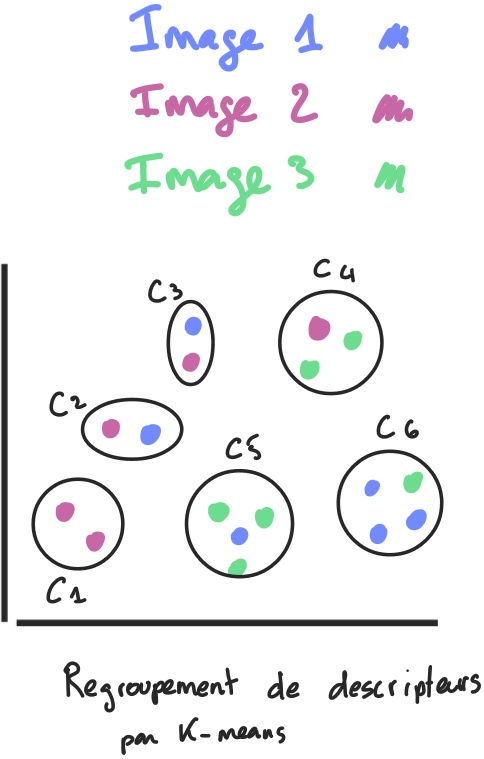 Image 1
Image 2
Image 3
C3
C4
C2
C5
C6
C1
Regroupement de descripteurs
par K-means